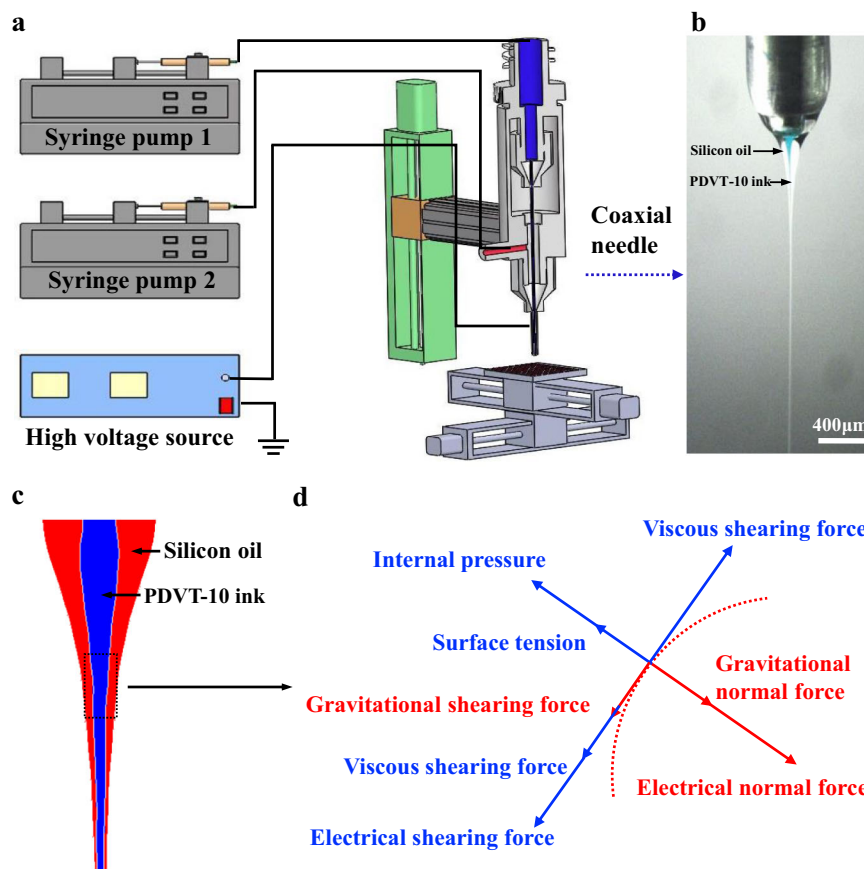 a
b
Syringe pump 1
Silicon oil
PDVT-10 ink
Coaxial
needle
Syringe pump 2
High voltage source
400μm
c
d
Silicon oil
PDVT-10 ink
Viscous shearing force
Internal pressure
Surface tension
Gravitational
normal force
Gravitational shearing force
Viscous shearing force
Electrical normal force
Electrical shearing force